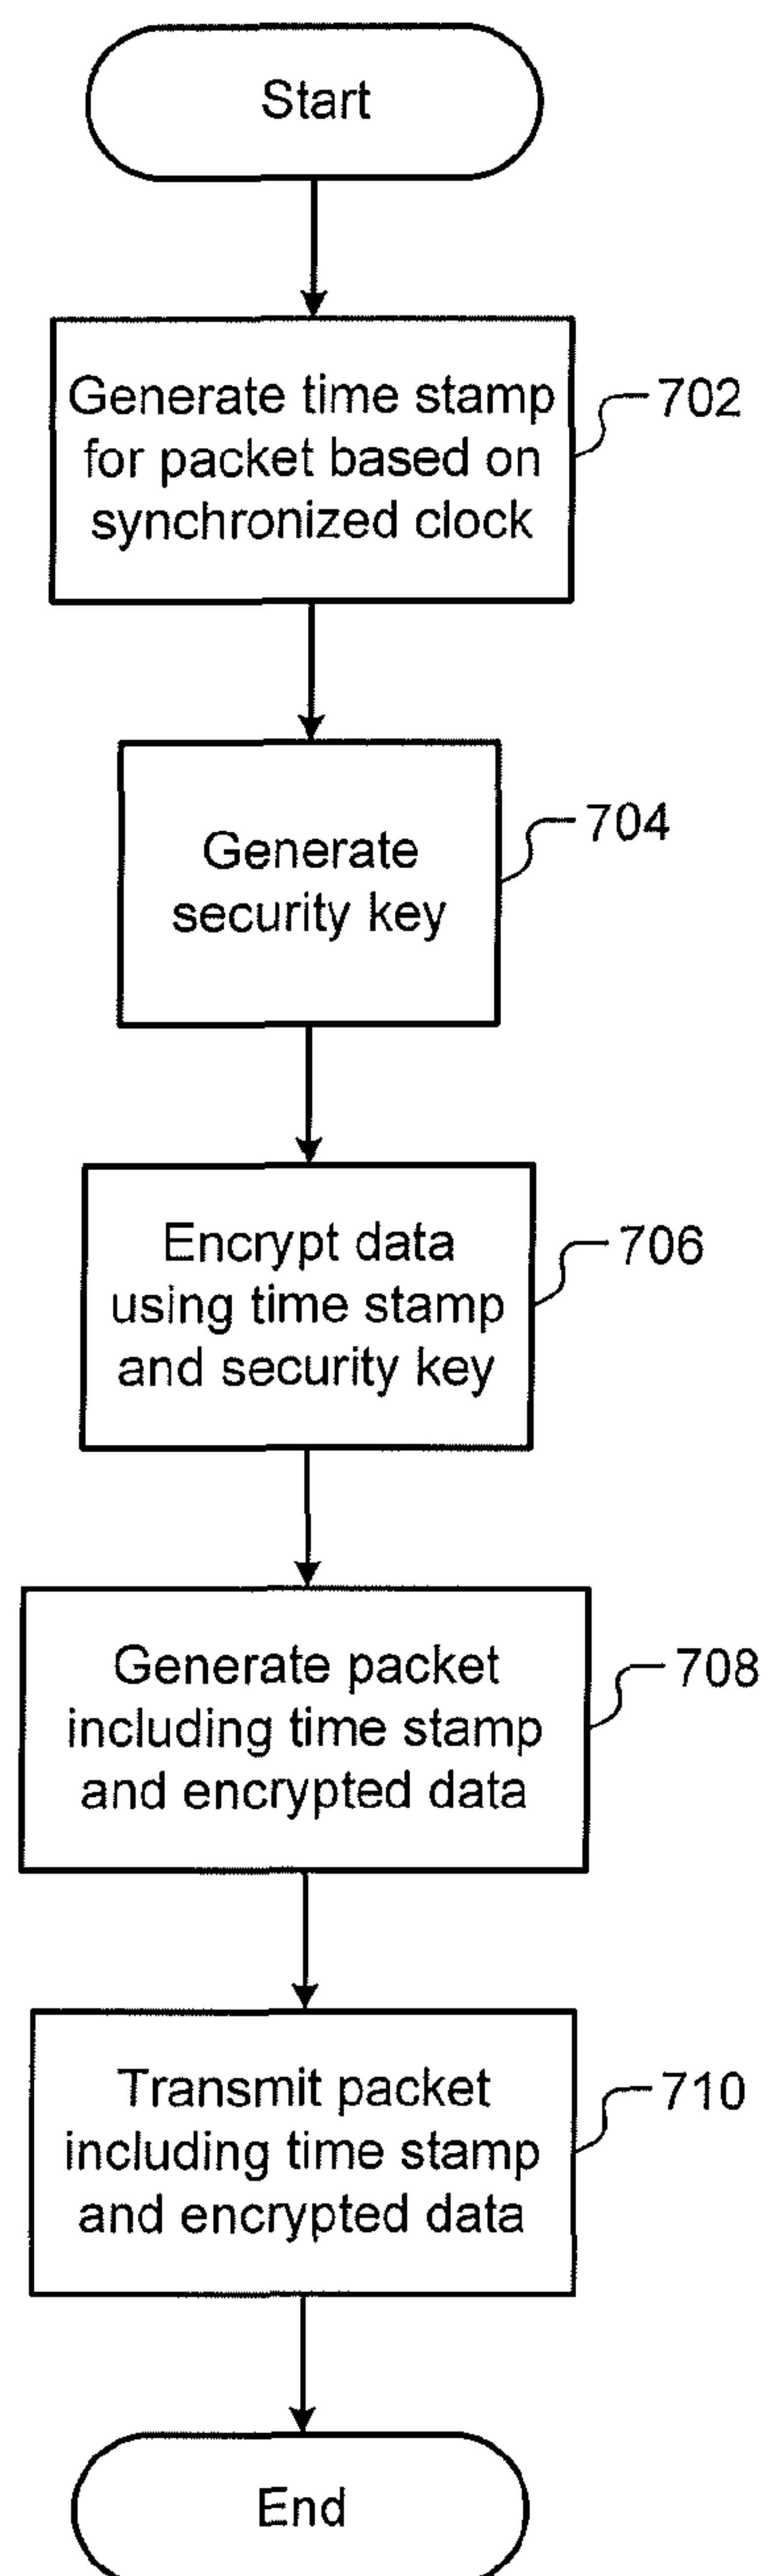 Start
Generate time stamp
for packet based on
synchronized clock
702
Generate
security key
704
Encrypt data
using time stamp
and security key
706
Generate packet
including time stamp
and encrypted data
708
Transmit packet
including time stamp
and encrypted data
710
End